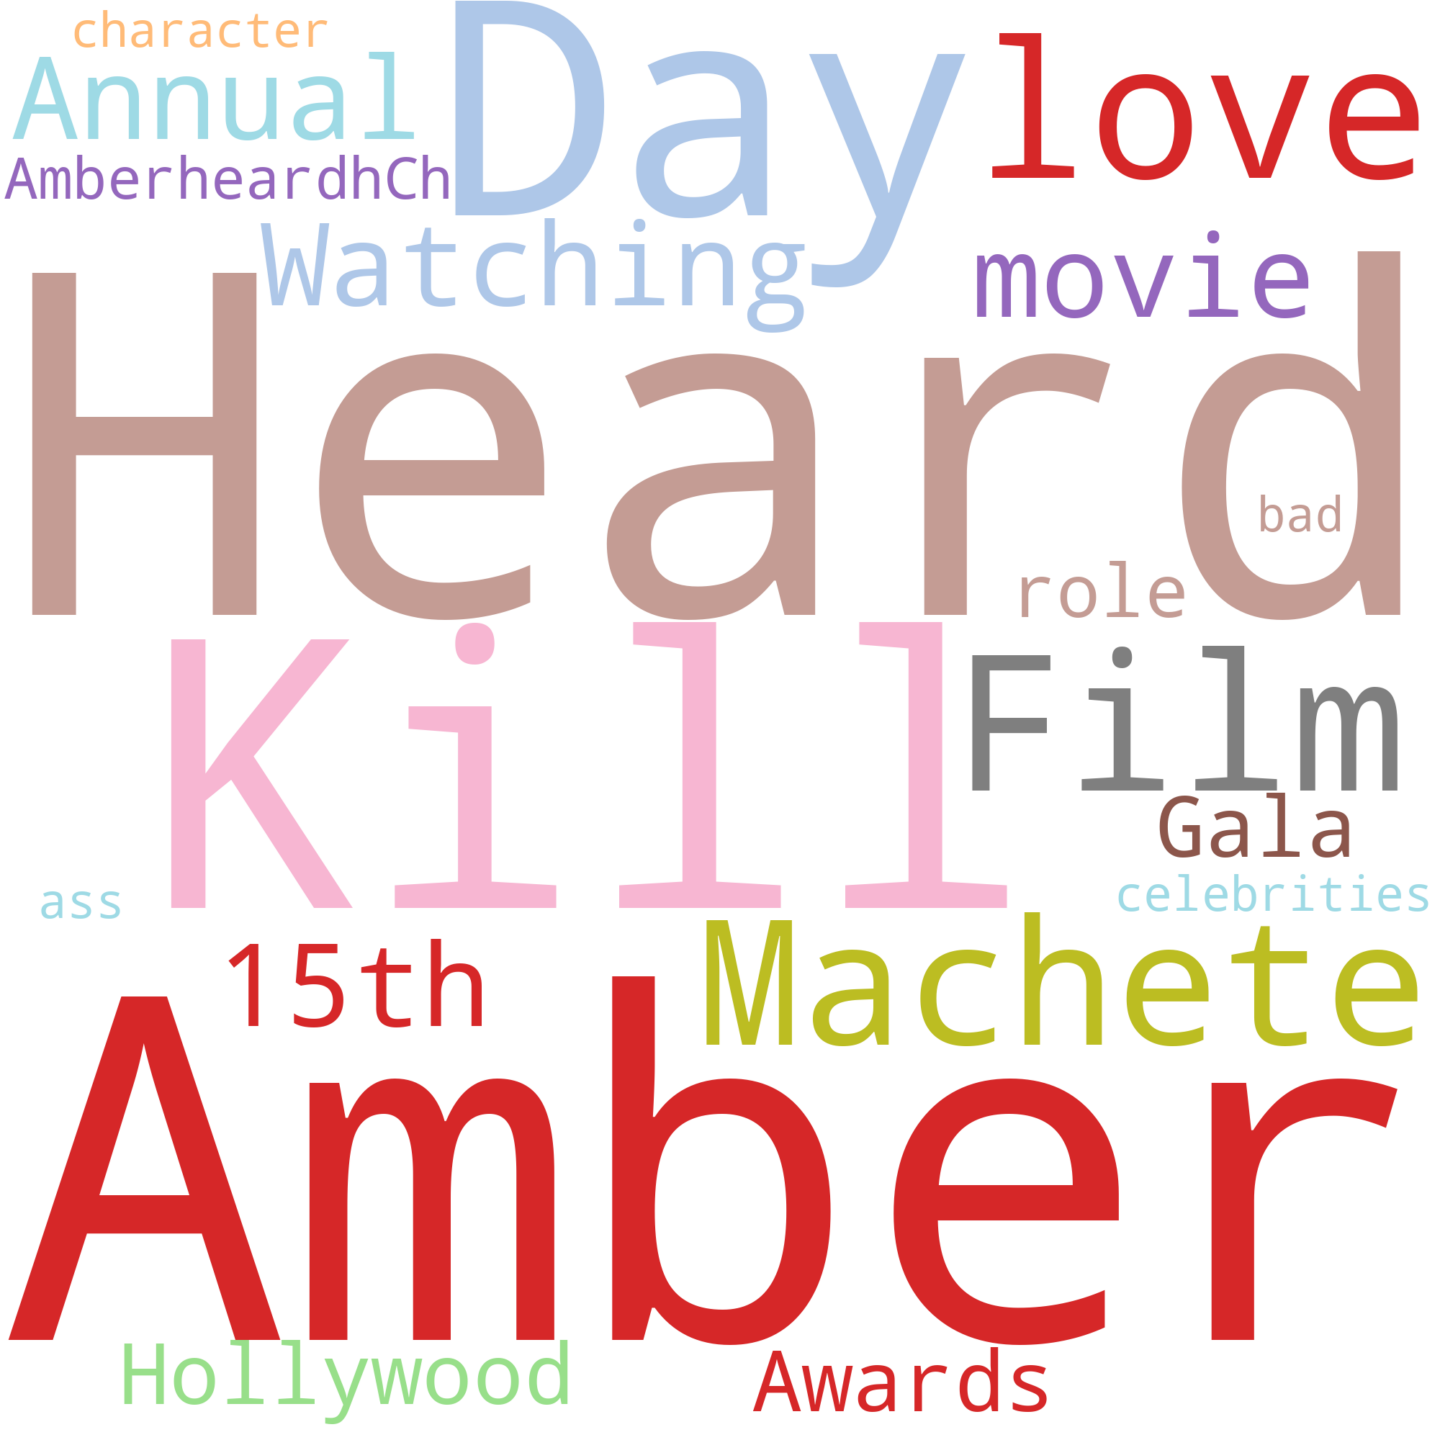 character
Day
love
Annual
AmberheardhCh
Watching
movie
Heard
bad
role
Kill
Film
Gala
ass
celebrities
15th
Machete
Amber
Hollywood
Awards